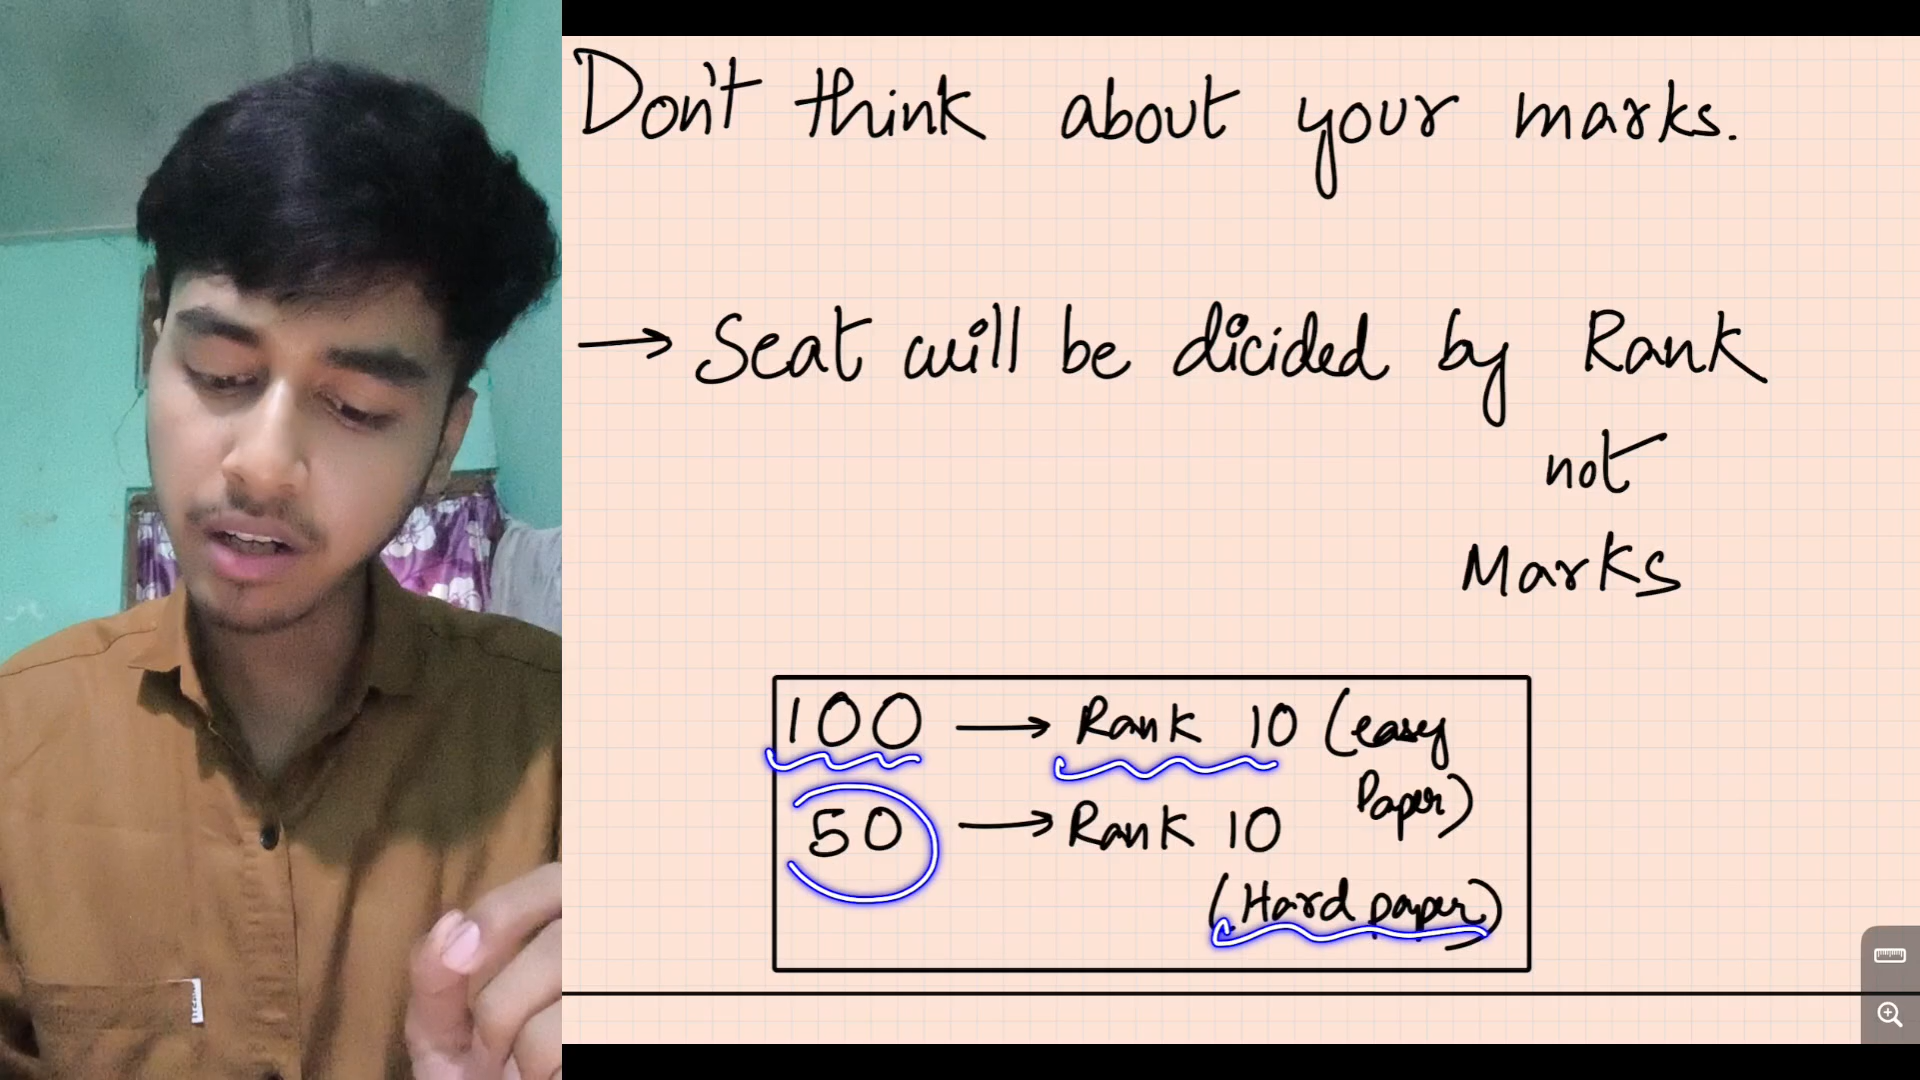 Don't think about your marks.
→ Seat will be dicided by Rank
not
Marks
100 → Rank 10 (easy
Paper)
50 → Rank 10
(Hard paper)